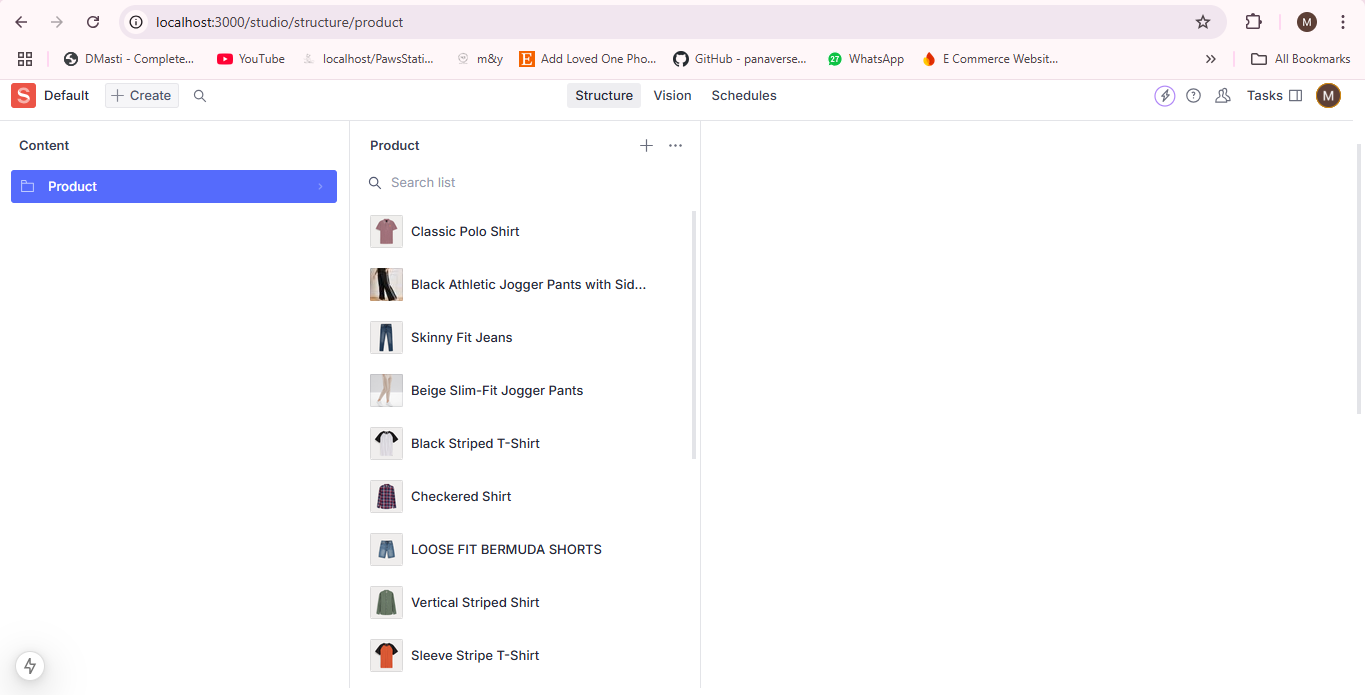 localhost:3000/studio/structure/product
M
DMasti - Complete...
YouTube
localhost/PawsStati...
m&y
E
Add Loved One Pho...
GitHub - panaverse...
27
WhatsApp
E Commerce Websit...
All Bookmarks
S
Default
Create
Structure
Vision
Schedules
Tasks
M
Content
Product
Product
Search list
Classic Polo Shirt
Black Athletic Jogger Pants with Sid...
Skinny Fit Jeans
Beige Slim-Fit Jogger Pants
Black Striped T-Shirt
Checkered Shirt
LOOSE FIT BERMUDA SHORTS
Vertical Striped Shirt
Sleeve Stripe T-Shirt